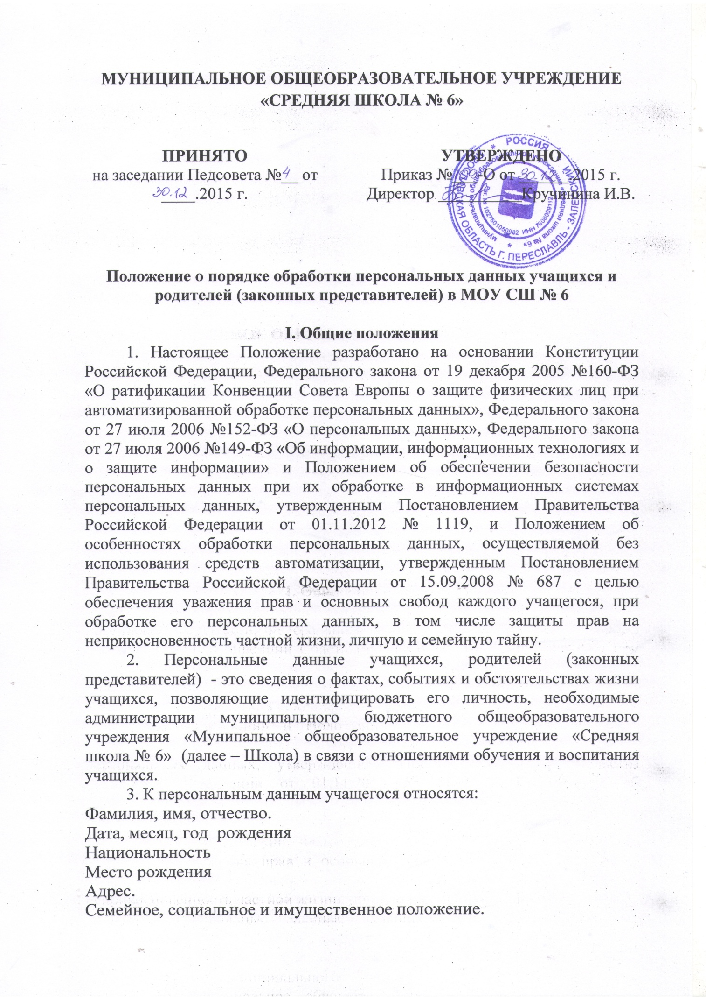 МУНИЦИПАЛЬНОЕ ОБЩЕОБРАЗОВАТЕЛЬНОЕ УЧРЕЖДЕНИЕ
«СРЕДНЯЯ ШКОЛА № 6»
ПРИНЯТО
на заседании Педсовета № 4 от
30.12.2015 г.
УТВЕРЖДЕНО
Приказ № -О от 30.12.2015 г.
Директор Кручинина И.В.
РОССИЯ * ЯРОСЛАВСКАЯ ОБЛАСТЬ Г. ПЕРЕСЛАВЛЬ - ЗАЛЕССКИЙ *
муниципальное общеобразовательное учреждение «Средняя школа № 6» *
Рег. № 1027601050982 ИНН 7608009112
Положение о порядке обработки персональных данных учащихся и
родителей (законных представителей) в МОУ СШ № 6
I. Общие положения
1. Настоящее Положение разработано на основании Конституции
Российской Федерации, Федерального закона от 19 декабря 2005 №160-ФЗ
«О ратификации Конвенции Совета Европы о защите физических лиц при
автоматизированной обработке персональных данных», Федерального закона
от 27 июля 2006 №152-ФЗ «О персональных данных», Федерального закона
от 27 июля 2006 №149-ФЗ «Об информации, информационных технологиях и
о защите информации» и Положением об обеспечении безопасности
персональных данных при их обработке в информационных системах
персональных данных, утвержденным Постановлением Правительства
Российской Федерации от 01.11.2012 № 1119, и Положением об
особенностях обработки персональных данных, осуществляемой без
использования средств автоматизации, утвержденным Постановлением
Правительства Российской Федерации от 15.09.2008 № 687 с целью
обеспечения уважения прав и основных свобод каждого учащегося, при
обработке его персональных данных, в том числе защиты прав на
неприкосновенность частной жизни, личную и семейную тайну.
2. Персональные данные учащихся, родителей (законных
представителей) - это сведения о фактах, событиях и обстоятельствах жизни
учащихся, позволяющие идентифицировать его личность, необходимые
администрации муниципального бюджетного общеобразовательного
учреждения «Мунипальное общеобразовательное учреждение «Средняя
школа № 6» (далее – Школа) в связи с отношениями обучения и воспитания
учащихся.
3. К персональным данным учащегося относятся:
Фамилия, имя, отчество.
Дата, месяц, год рождения
Национальность
Место рождения
Адрес.
Семейное, социальное и имущественное положение.